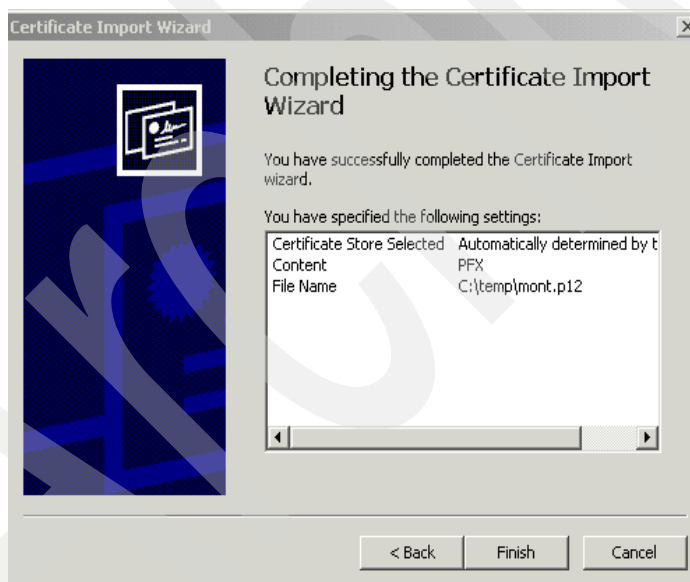 Certificate Import Wizard
Completing the Certificate Import
Wizard
You have successfully completed the Certificate Import
wizard.
You have specified the following settings:
Certificate Store Selected Automatically determined by t
Content PFX
File Name C:\temp\mont.p12
< Back Finish Cancel